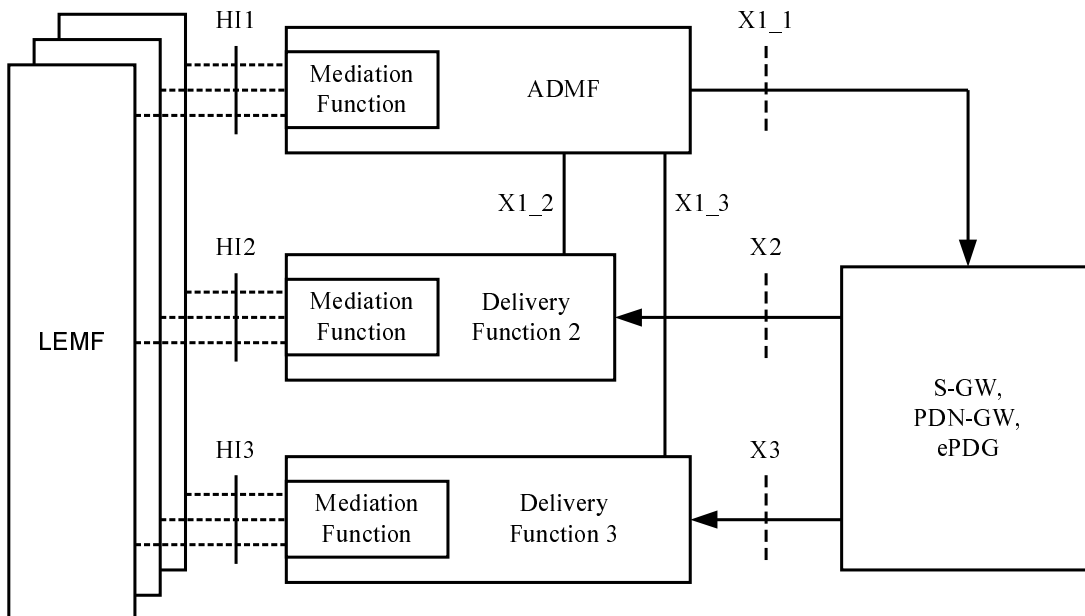 HI1
X1_1
Mediation
Function
ADMF
X1_2
X1_3
HI2
X2
Mediation
Function
Delivery
Function 2
LEMF
S-GW,
PDN-GW,
ePDG
HI3
X3
Mediation
Function
Delivery
Function 3